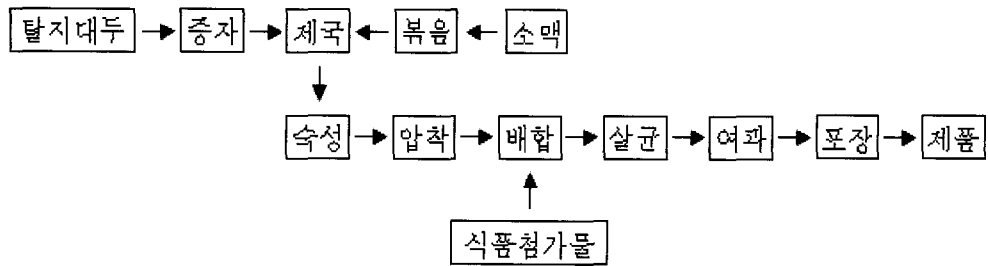 탈지대두 증자 제국 볶음 소맥
숙성 압착 배합 살균 여과 포장 제품
식품첨가물